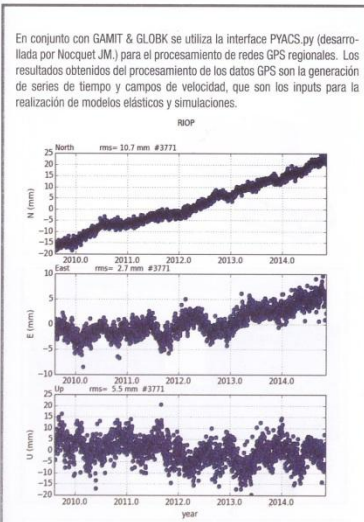 En conjunto con GAMIT & GLOBK se utiliza la interface PYACS.py (desarro-
llada por Nocquet JM.) para el procesamiento de redes GPS regionales. Los
resultados obtenidos del procesamiento de los datos GPS son la generación
de series de tiempo y campos de velocidad, que son los inputs para la
realización de modelos elásticos y simulaciones.
RIOP
North rms= 10.7 mm #3771
25
20
15
10
5
0
−5
−10
−15
−20
N (mm)
2010.0 2011.0 2012.0 2013.0 2014.0
East rms= 2.7 mm #3771
10
5
0
−5
−10
E (mm)
2010.0 2011.0 2012.0 2013.0 2014.0
Up rms= 5.5 mm #3771
25
20
15
10
5
0
−5
−10
−15
−20
U (mm)
2010.0 2011.0 2012.0 2013.0 2014.0
year